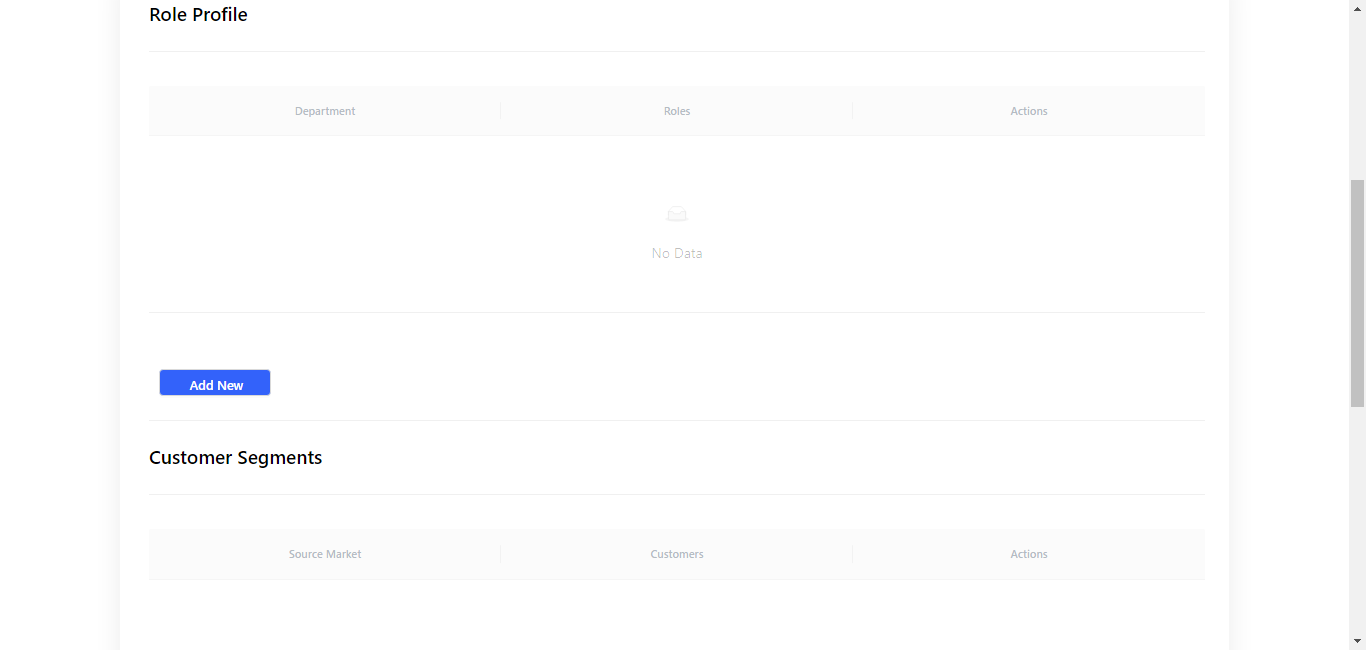 Role Profile
Department Roles Actions
No Data
Add New
Customer Segments
Source Market Customers Actions